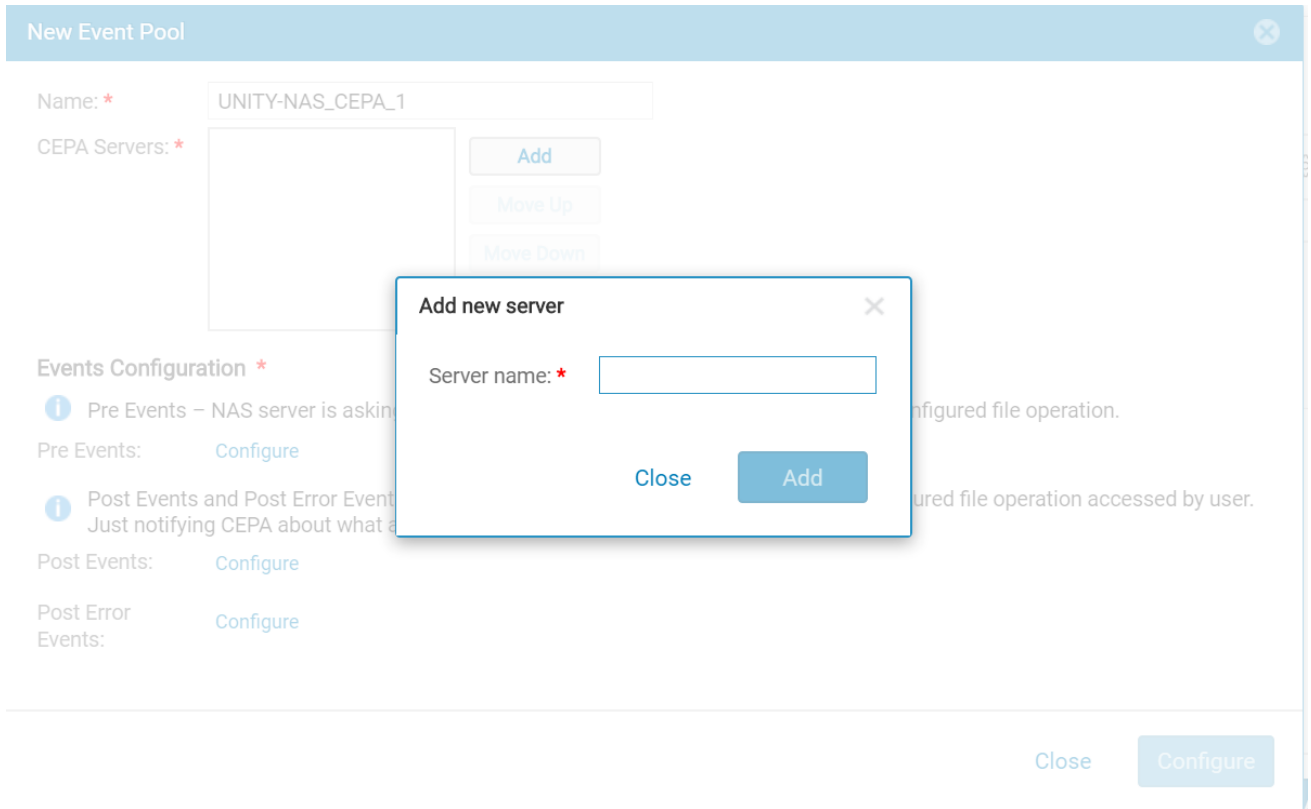 New Event Pool
Name: * UNITY-NAS_CEPA_1
CEPA Servers: * Add
Move Up
Move Down
Add new server
Server name: *
Close Add
Events Configuration *
Pre Events – NAS server is asking nfigured file operation.
Pre Events: Configure
Post Events and Post Error Event ured file operation accessed by user.
Just notifying CEPA about what a
Post Events: Configure
Post Error
Events: Configure
Close Configure